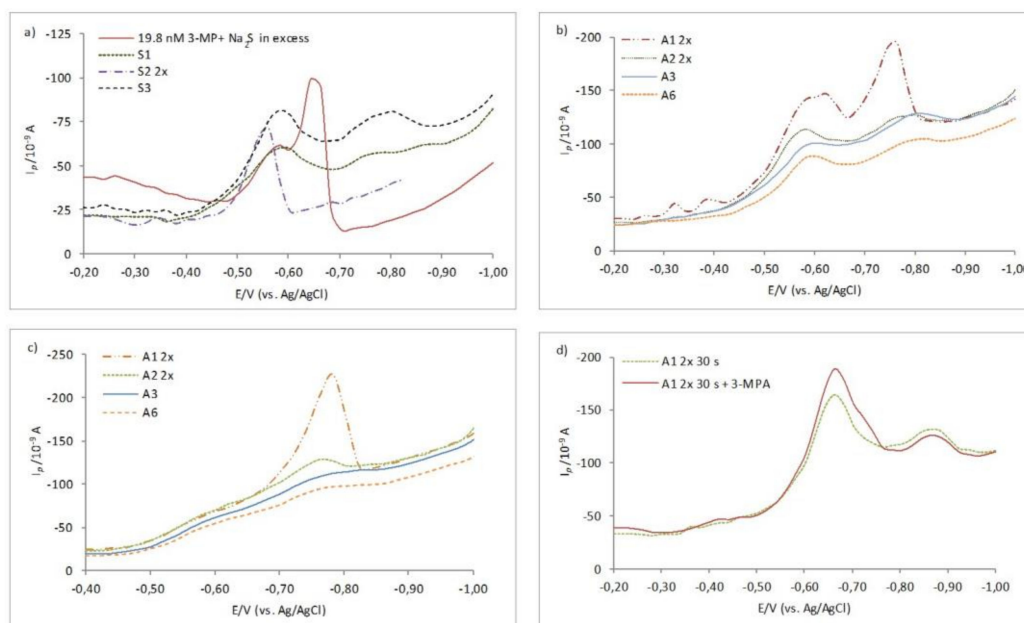 a)
19.8 nM 3-MP+ Na2S in excess
S1
S2 2x
S3
-125
-100
-75
-50
-25
0
Ip/10-9 A
-0,20 -0,30 -0,40 -0,50 -0,60 -0,70 -0,80 -0,90 -1,00
E/V (vs. Ag/AgCl)
b)
A1 2x
A2 2x
A3
A6
-200
-150
-100
-50
0
Ip/10-9 A
-0,20 -0,30 -0,40 -0,50 -0,60 -0,70 -0,80 -0,90 -1,00
E/V (vs. Ag/AgCl)
c)
A1 2x
A2 2x
A3
A6
-250
-200
-150
-100
-50
0
Ip/10-9 A
-0,40 -0,50 -0,60 -0,70 -0,80 -0,90 -1,00
E/V (vs. Ag/AgCl)
d)
A1 2x 30 s
A1 2x 30 s + 3-MPA
-200
-150
-100
-50
0
Ip/10-9 A
-0,20 -0,30 -0,40 -0,50 -0,60 -0,70 -0,80 -0,90 -1,00
E/V (vs. Ag/AgCl)